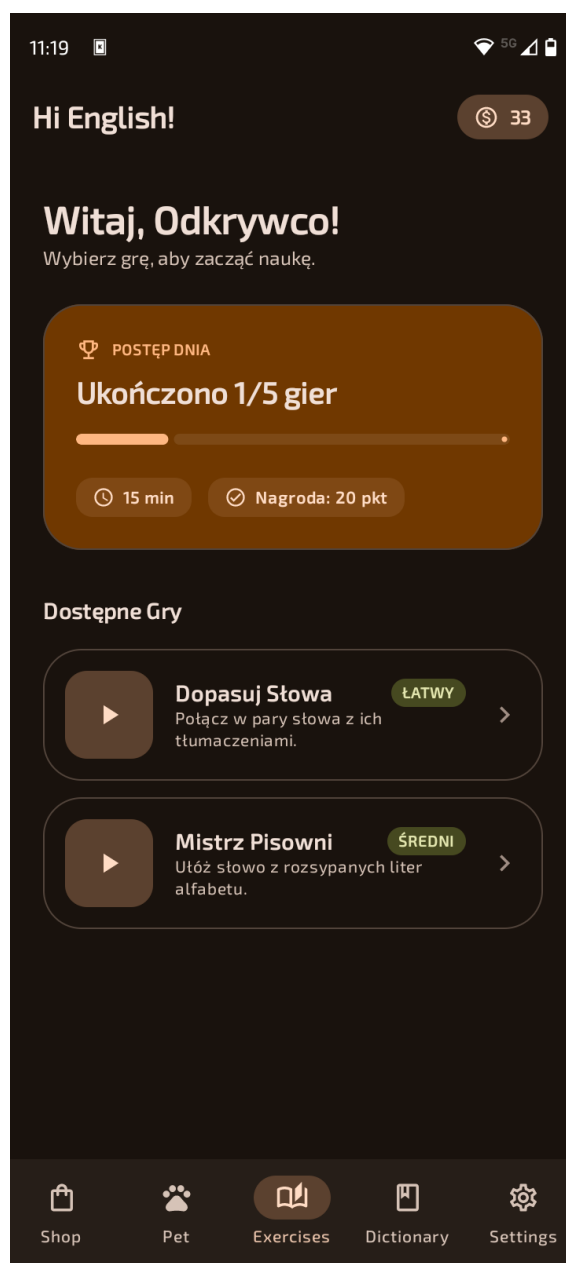 11:19
5G
Hi English!
33
Witaj, Odkrywco!
Wybierz grę, aby zacząć naukę.
POSTĘP DNIA
Ukończono 1/5 gier
15 min
Nagroda: 20 pkt
Dostępne Gry
Dopasuj Słowa
ŁATWY
Połącz w pary słowa z ich
tłumaczeniami.
Mistrz Pisowni
ŚREDNI
Ułóż słowo z rozsypanych liter
alfabetu.
Shop
Pet
Exercises
Dictionary
Settings